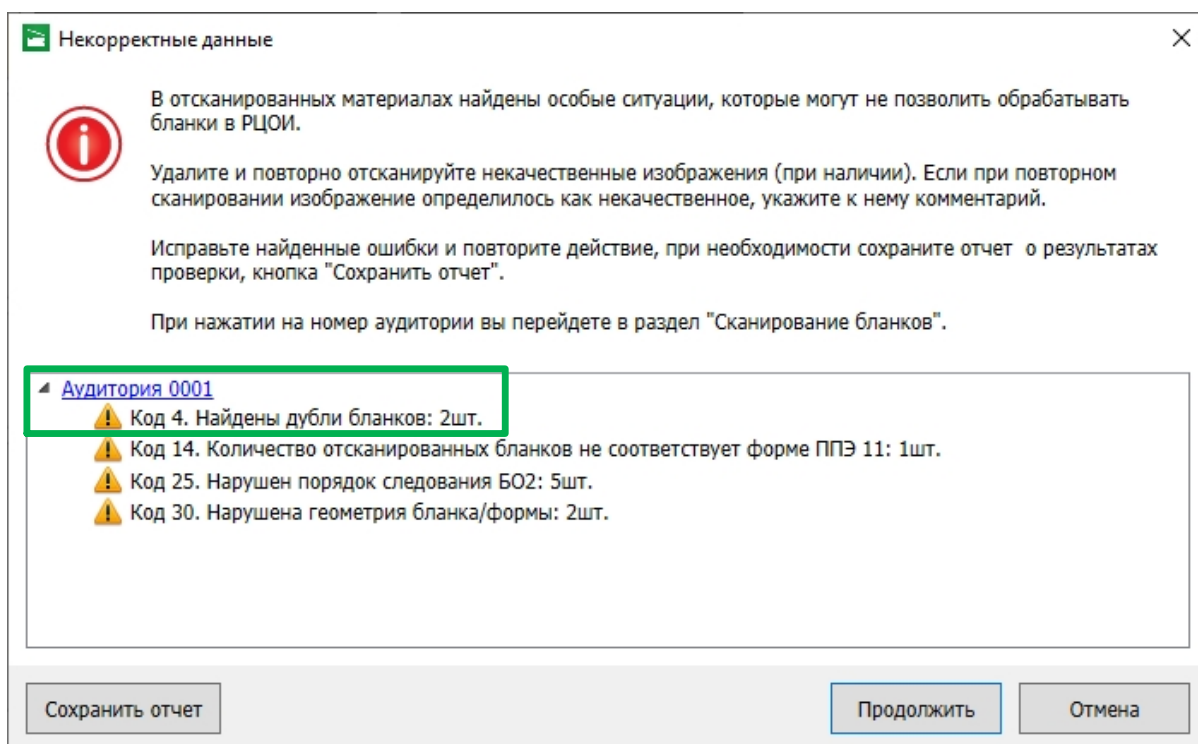 Некорректные данные
В отсканированных материалах найдены особые ситуации, которые могут не позволить обрабатывать
бланки в РЦОИ.
Удалите и повторно отсканируйте некачественные изображения (при наличии). Если при повторном
сканировании изображение определилось как некачественное, укажите к нему комментарий.
Исправьте найденные ошибки и повторите действие, при необходимости сохраните отчет  о результатах
проверки, кнопка "Сохранить отчет".
При нажатии на номер аудитории вы перейдете в раздел "Сканирование бланков".
Аудитория 0001
Код 4. Найдены дубли бланков: 2шт.
Код 14. Количество отсканированных бланков не соответствует форме ППЭ 11: 1шт.
Код 25. Нарушен порядок следования БО2: 5шт.
Код 30. Нарушена геометрия бланка/формы: 2шт.
Сохранить отчет
Продолжить
Отмена